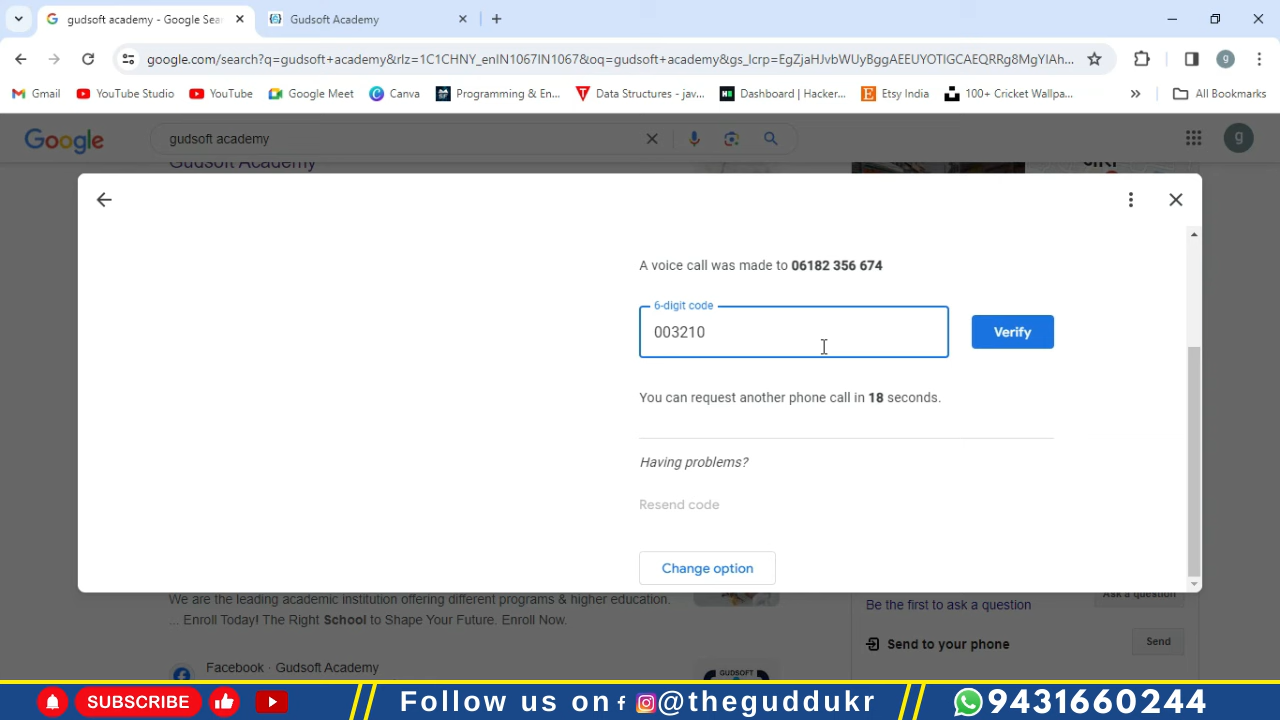 gudsoft academy - Google Sea
Gudsoft Academy
google.com/search?q=gudsoft+academy&rlz=1C1CHNY_enIN1067IN1067&oq=gudsoft+academy&gs_lcrp=EgZjaHJvbWUyBggAEEUYOTIGCAEQRRg8MgYIAh...
Gmail
YouTube Studio
YouTube
Google Meet
Canva
Programming & En...
Data Structures - jav...
Dashboard | Hacker...
Etsy India
100+ Cricket Wallpa...
All Bookmarks
Google
gudsoft academy
g
g
Gudsoft Academy
A voice call was made to 06182 356 674
6-digit code
003210
Verify
You can request another phone call in 18 seconds.
Having problems?
Resend code
Change option
We are the leading academic institution offering different programs & higher education.
... Enroll Today! The Right School to Shape Your Future. Enroll Now.
Facebook · Gudsoft Academy
GUDSOFT
Ask a question
Be the first to ask a question
Send to your phone
Send
SUBSCRIBE
Follow us on f @theguddukr
9431660244